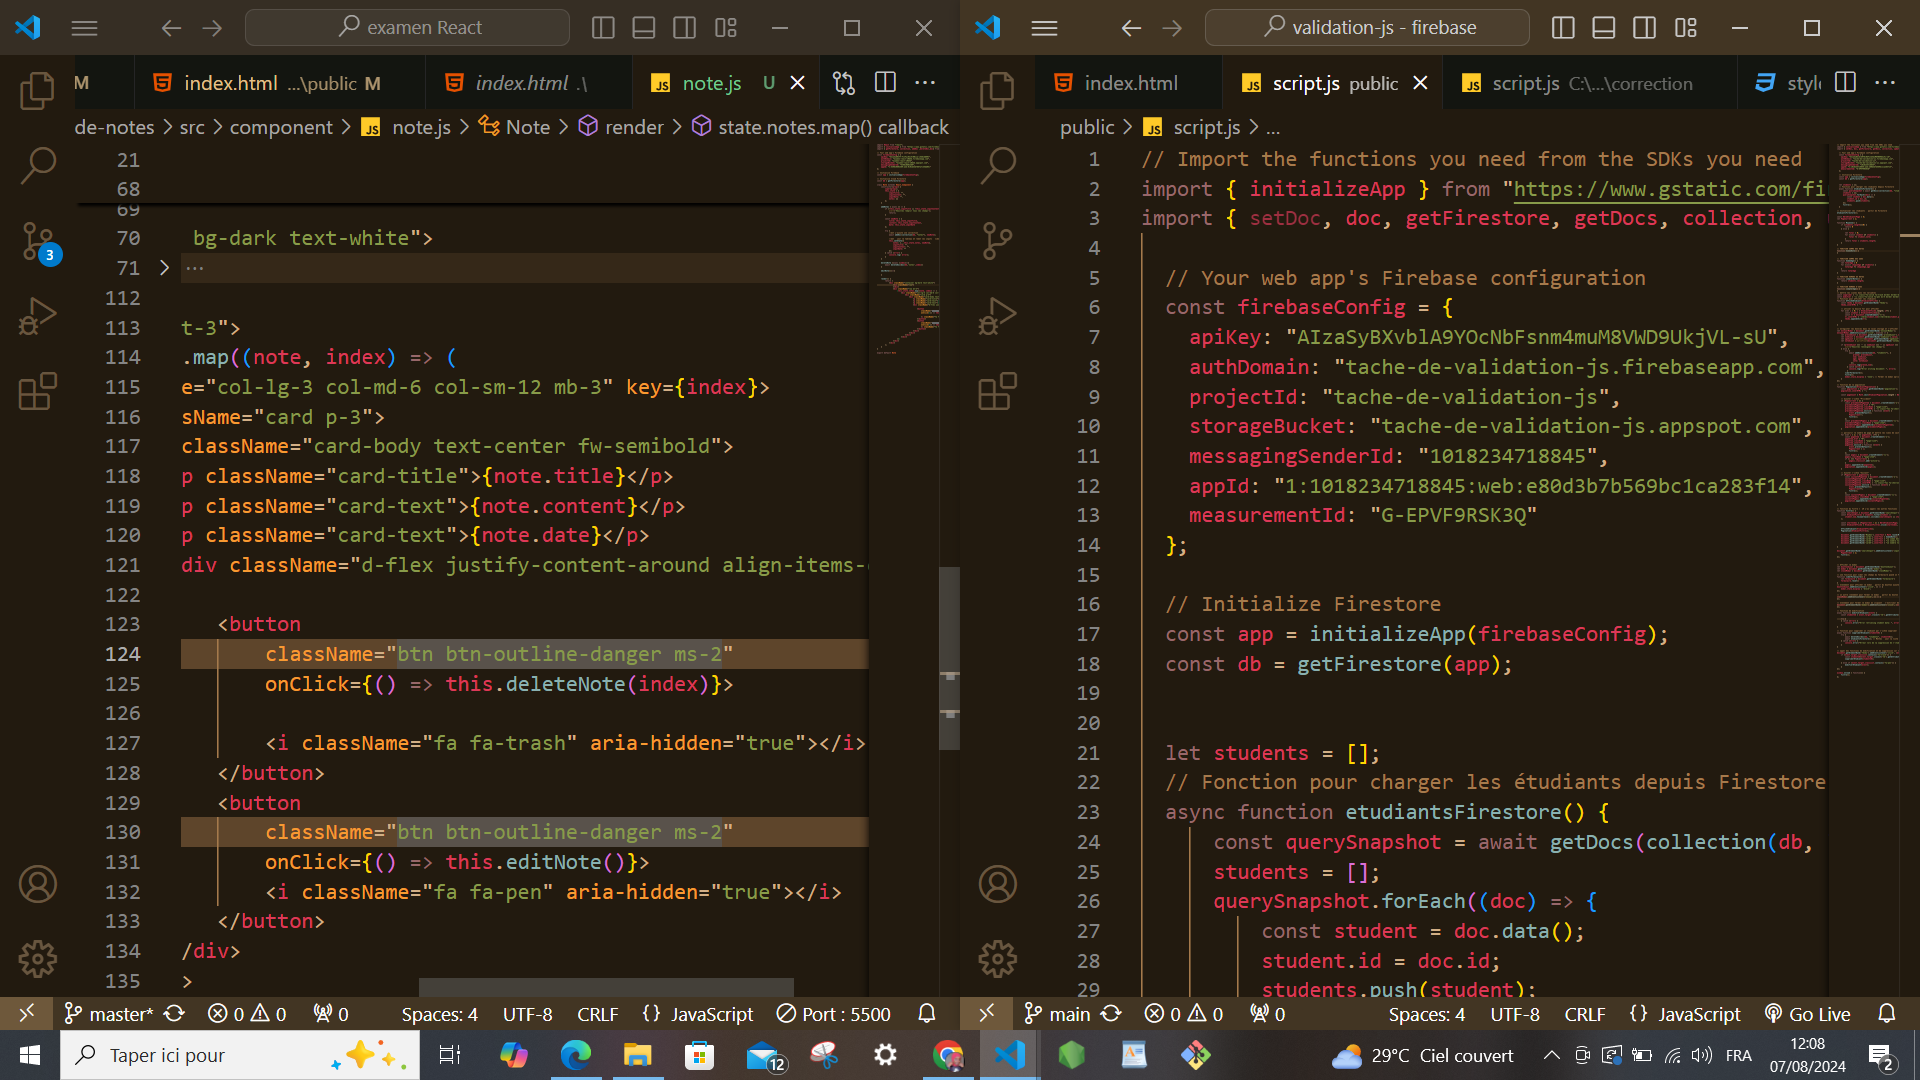 examen React
M
index.html ...\public M
index.html .\
note.js U
de-notes > src > component > JS note.js > Note > render > state.notes.map() callback
21
68
69
70 bg-dark text-white">
71 > ...
112
113 t-3">
114 .map((note, index) => (
115 e="col-lg-3 col-md-6 col-sm-12 mb-3" key={index}>
116 sName="card p-3">
117 className="card-body text-center fw-semibold">
118 p className="card-title">{note.title}</p>
119 p className="card-text">{note.content}</p>
120 p className="card-text">{note.date}</p>
121 div className="d-flex justify-content-around align-items-
122
123 <button
124 className="btn btn-outline-danger ms-2"
125 onClick={() => this.deleteNote(index)}>
126
127 <i className="fa fa-trash" aria-hidden="true"></i>
128 </button>
129 <button
130 className="btn btn-outline-danger ms-2"
131 onClick={() => this.editNote()}>
132 <i className="fa fa-pen" aria-hidden="true"></i>
133 </button>
134 /div>
135 >
3
master* 0 0 0 Spaces: 4 UTF-8 CRLF {} JavaScript Port : 5500
validation-js - firebase
index.html
JS script.js public
JS script.js C:\...\correction
styl
public > JS script.js > ...
1 // Import the functions you need from the SDKs you need
2 import { initializeApp } from "https://www.gstatic.com/fi
3 import { setDoc, doc, getFirestore, getDocs, collection,
4
5 // Your web app's Firebase configuration
6 const firebaseConfig = {
7 apiKey: "AIzaSyBXvblA9YOcNbFsnm4muM8VWD9UkjVL-sU",
8 authDomain: "tache-de-validation-js.firebaseapp.com",
9 projectId: "tache-de-validation-js",
10 storageBucket: "tache-de-validation-js.appspot.com",
11 messagingSenderId: "1018234718845",
12 appId: "1:1018234718845:web:e80d3b7b569bc1ca283f14",
13 measurementId: "G-EPVF9RSK3Q"
14 };
15
16 // Initialize Firestore
17 const app = initializeApp(firebaseConfig);
18 const db = getFirestore(app);
19
20
21 let students = [];
22 // Fonction pour charger les étudiants depuis Firestore
23 async function etudiantsFirestore() {
24 const querySnapshot = await getDocs(collection(db,
25 students = [];
26 querySnapshot.forEach((doc) => {
27 const student = doc.data();
28 student.id = doc.id;
29 students.push(student);
main 0 0 0 Spaces: 4 UTF-8 CRLF {} JavaScript Go Live
Taper ici pour
12
29°C Ciel couvert
FRA
12:08
07/08/2024
2